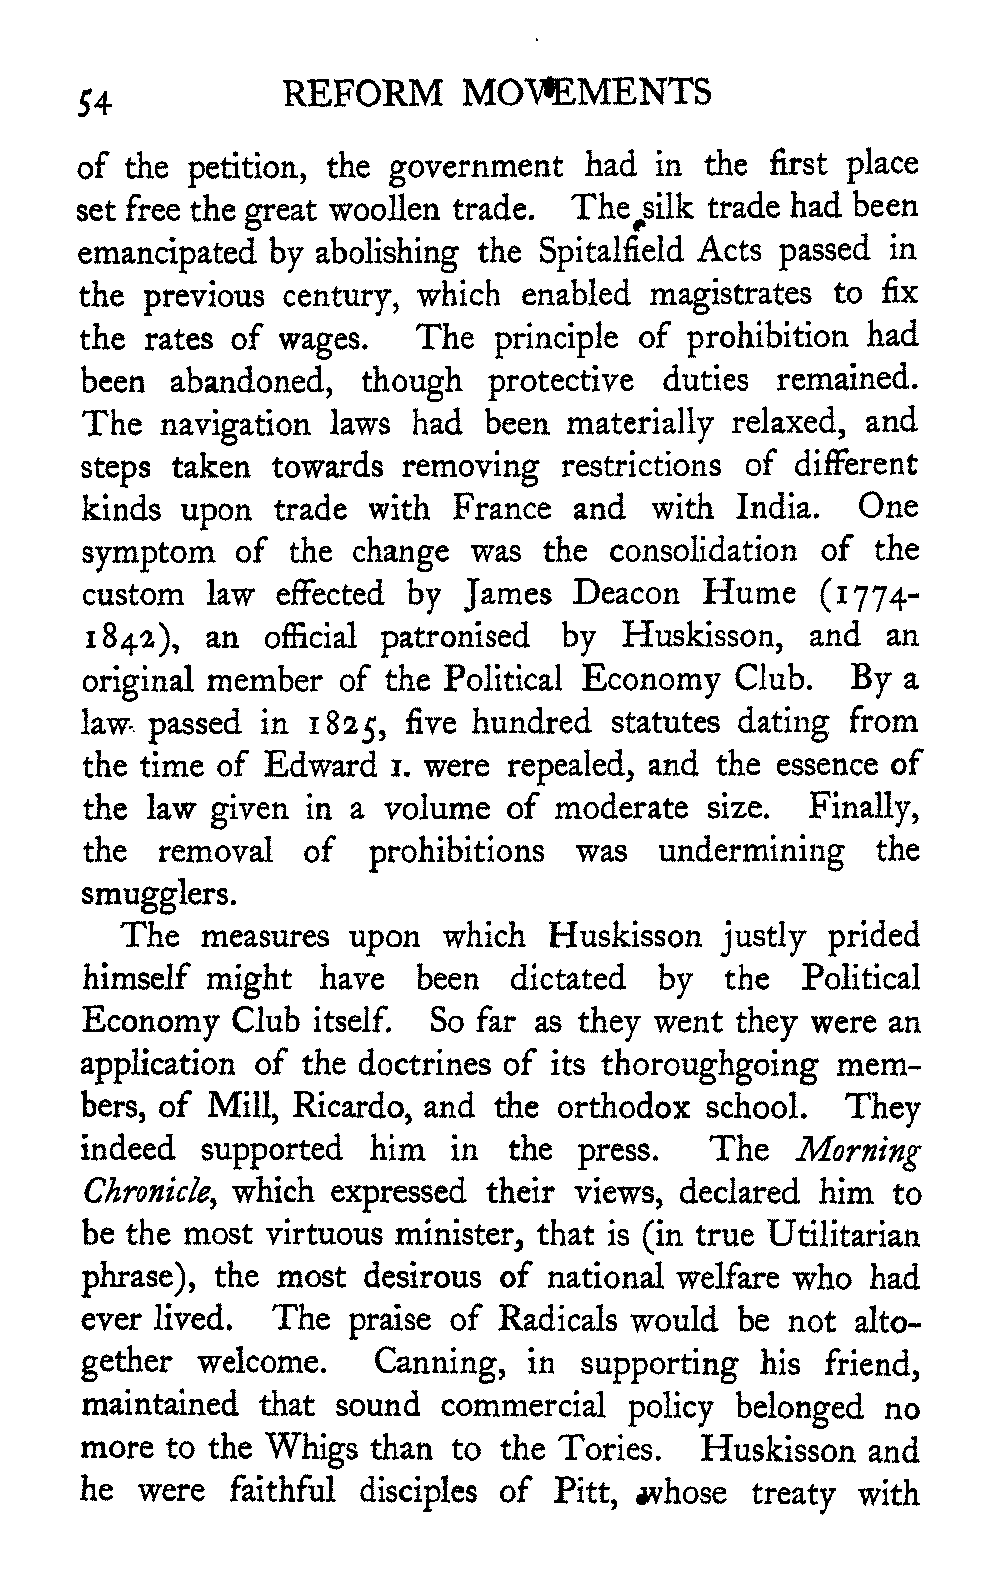 54 REFORM MOVEMENTS
of the petition, the government had in the first place
set free the great woollen trade. The silk trade had been
emancipated by abolishing the Spitalfield Acts passed in
the previous century, which enabled magistrates to fix
the rates of wages. The principle of prohibition had
been abandoned, though protective duties remained.
The navigation laws had been materially relaxed, and
steps taken towards removing restrictions of different
kinds upon trade with France and with India. One
symptom of the change was the consolidation of the
custom law effected by James Deacon Hume (1774-
1842), an official patronised by Huskisson, and an
original member of the Political Economy Club. By a
law passed in 1825, five hundred statutes dating from
the time of Edward I. were repealed, and the essence of
the law given in a volume of moderate size. Finally,
the removal of prohibitions was undermining the
smugglers.
The measures upon which Huskisson justly prided
himself might have been dictated by the Political
Economy Club itself. So far as they went they were an
application of the doctrines of its thoroughgoing mem-
bers, of Mill, Ricardo, and the orthodox school. They
indeed supported him in the press. The Morning
Chronicle, which expressed their views, declared him to
be the most virtuous minister, that is (in true Utilitarian
phrase), the most desirous of national welfare who had
ever lived. The praise of Radicals would be not alto-
gether welcome. Canning, in supporting his friend,
maintained that sound commercial policy belonged no
more to the Whigs than to the Tories. Huskisson and
he were faithful disciples of Pitt, whose treaty with